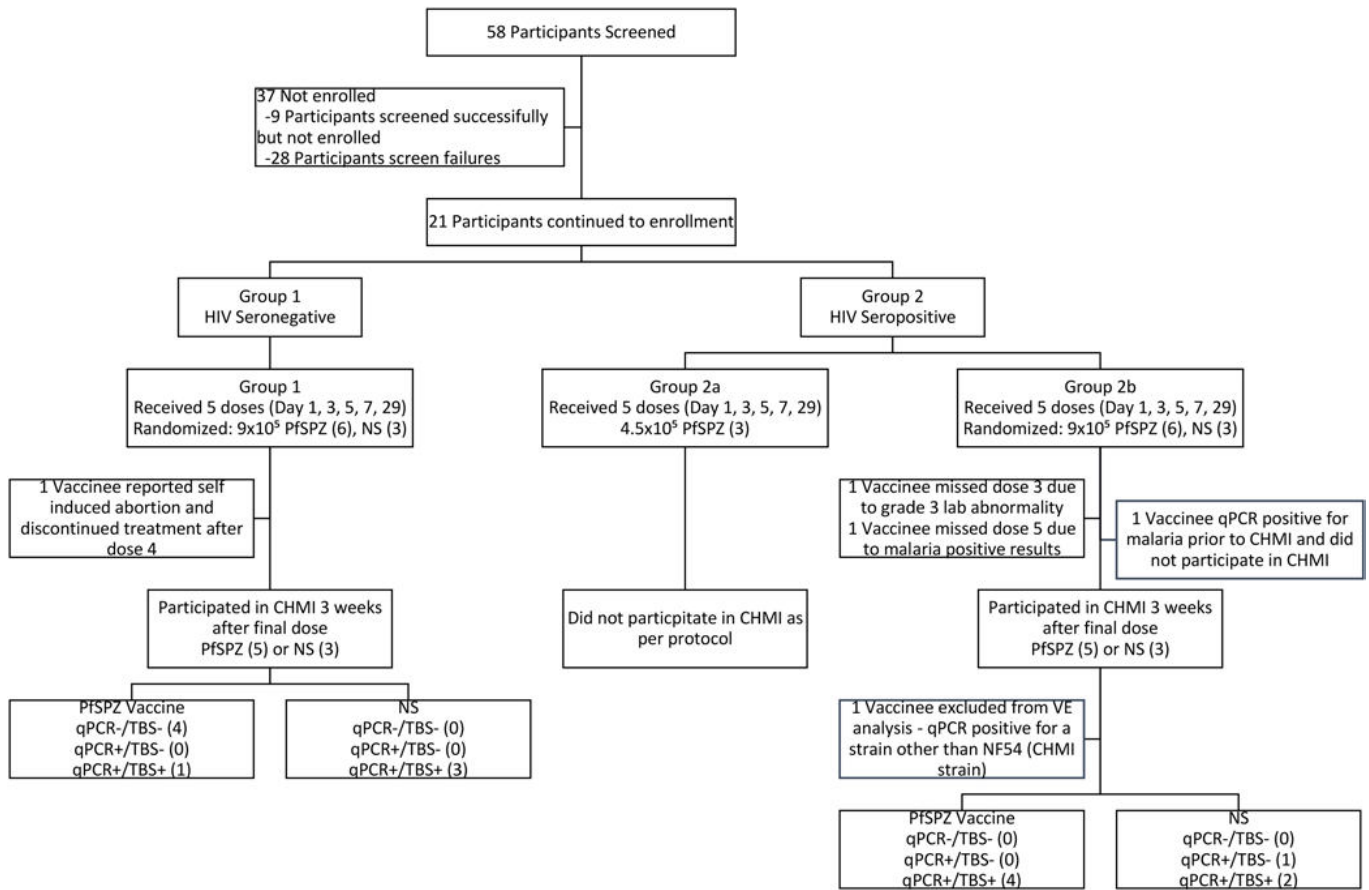 58 Participants Screened
37 Not enrolled
-9 Participants screened successfully
but not enrolled
-28 Participants screen failures
21 Participants continued to enrollment
Group 1
HIV Seronegative
Group 2
HIV Seropositive
Group 1
Received 5 doses (Day 1, 3, 5, 7, 29)
Randomized: 9x10⁵ PfSPZ (6), NS (3)
Group 2a
Received 5 doses (Day 1, 3, 5, 7, 29)
4.5x10⁵ PfSPZ (3)
Group 2b
Received 5 doses (Day 1, 3, 5, 7, 29)
Randomized: 9x10⁵ PfSPZ (6), NS (3)
1 Vaccinee reported self
induced abortion and
discontinued treatment after
dose 4
1 Vaccinee missed dose 3 due
to grade 3 lab abnormality
1 Vaccinee missed dose 5 due
to malaria positive results
1 Vaccinee qPCR positive for
malaria prior to CHMI and did
not participate in CHMI
Participated in CHMI 3 weeks
after final dose
PfSPZ (5) or NS (3)
Did not particpitate in CHMI as
per protocol
Participated in CHMI 3 weeks
after final dose
PfSPZ (5) or NS (3)
PfSPZ Vaccine
qPCR-/TBS- (4)
qPCR+/TBS- (0)
qPCR+/TBS+ (1)
NS
qPCR-/TBS- (0)
qPCR+/TBS- (0)
qPCR+/TBS+ (3)
1 Vaccinee excluded from VE
analysis - qPCR positive for a
strain other than NF54 (CHMI
strain)
PfSPZ Vaccine
qPCR-/TBS- (0)
qPCR+/TBS- (0)
qPCR+/TBS+ (4)
NS
qPCR-/TBS- (0)
qPCR+/TBS- (1)
qPCR+/TBS+ (2)